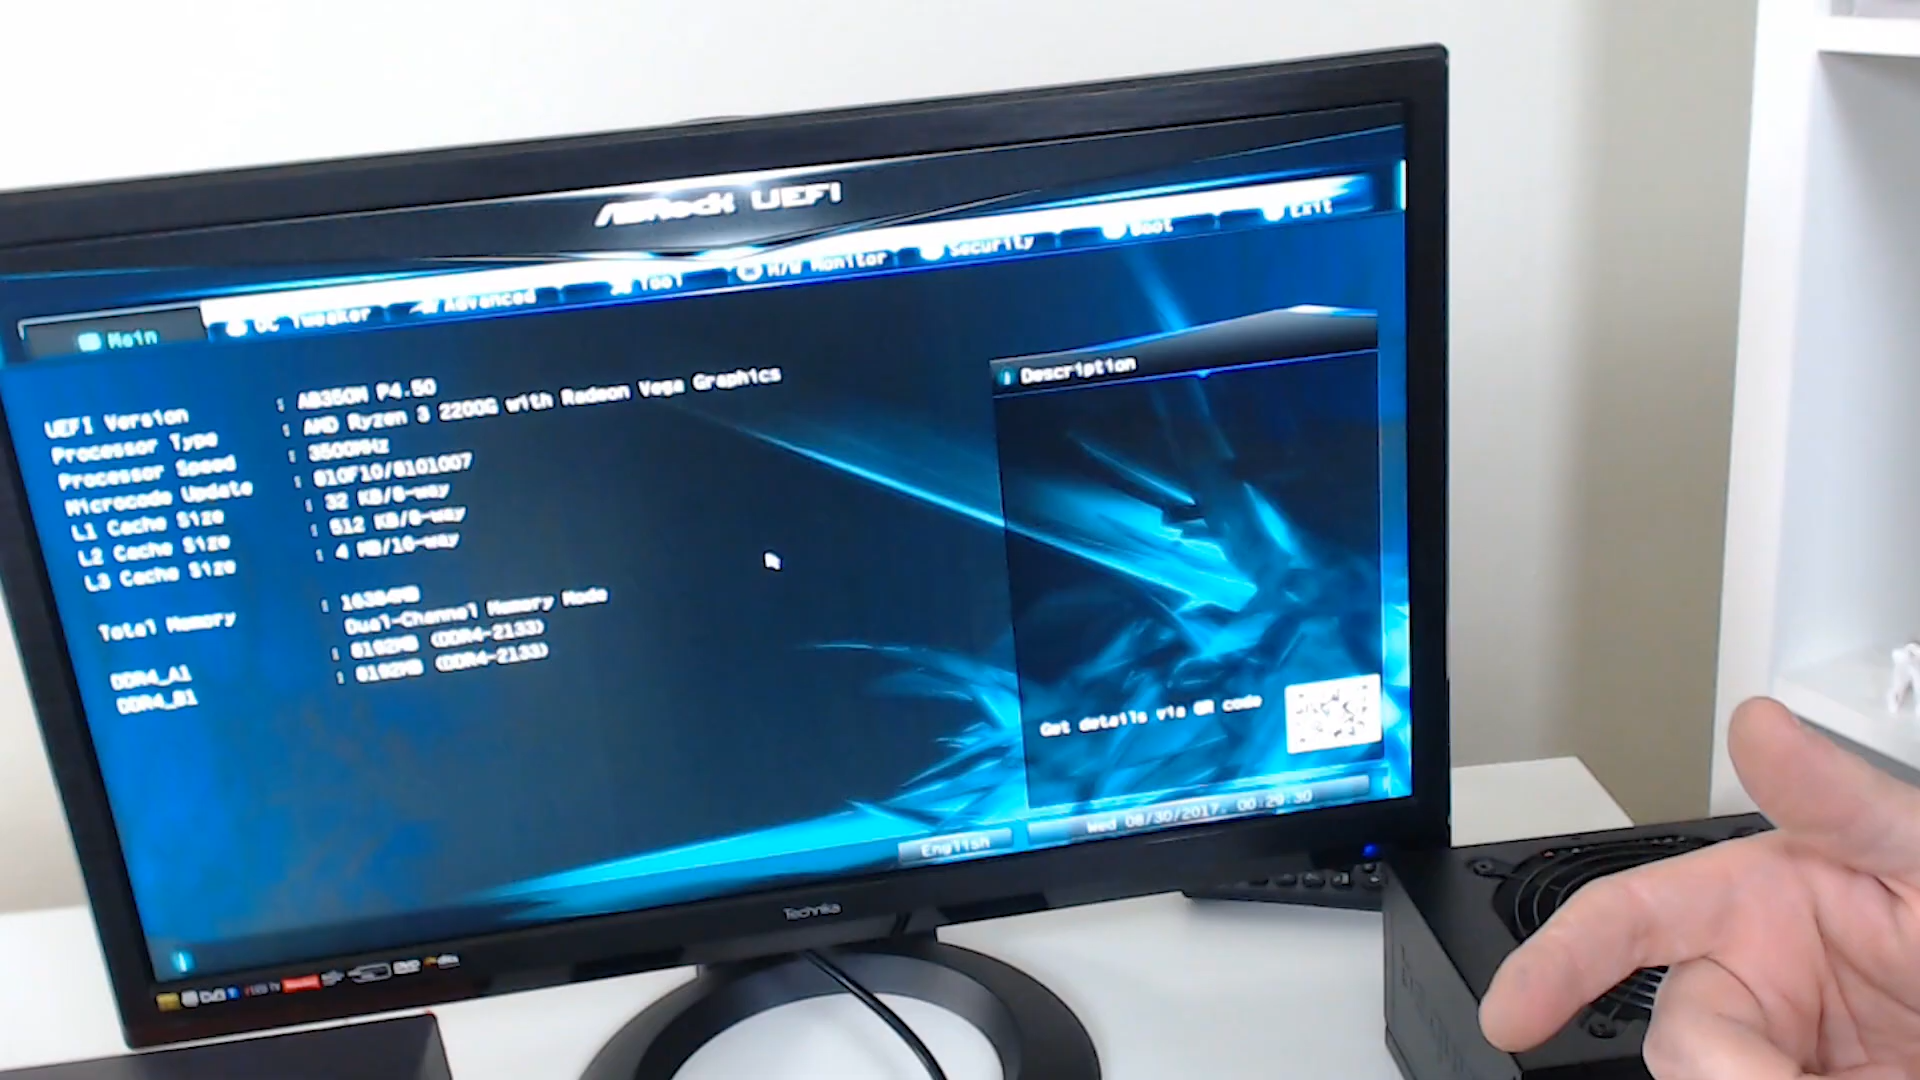 ASRock UEFI
Main
OC Tweaker
Advanced
Tool
H/W Monitor
Security
Boot
Exit
UEFI Version : AB350M P4.50
Processor Type : AMD Ryzen 3 2200G with Radeon Vega Graphics
Processor Speed : 3500MHz
Microcode Update : 810F10/8101007
L1 Cache Size : 32 KB/8-way
L2 Cache Size : 512 KB/8-way
L3 Cache Size : 4 MB/16-way
Total Memory : 16384MB
Dual-Channel Memory Mode
DDR4_A1 : 8192MB (DDR4-2133)
DDR4_B1 : 8192MB (DDR4-2133)
Description
Get details via QR code
English
Wed 08/30/2017. 00:20:30
Technika